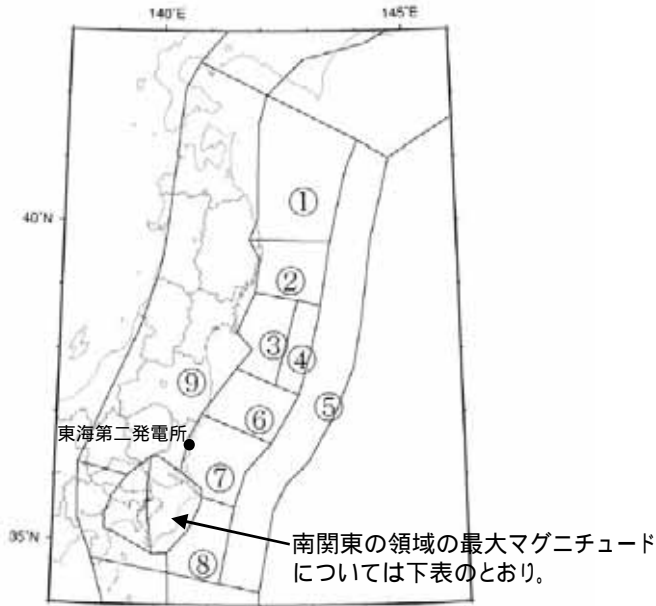 140°E
145°E
①
40°N
②
③
④
⑨
⑤
⑥
東海第二発電所
⑦
35°N
南関東の領域の最大マグニチュード
については下表のとおり。
⑧